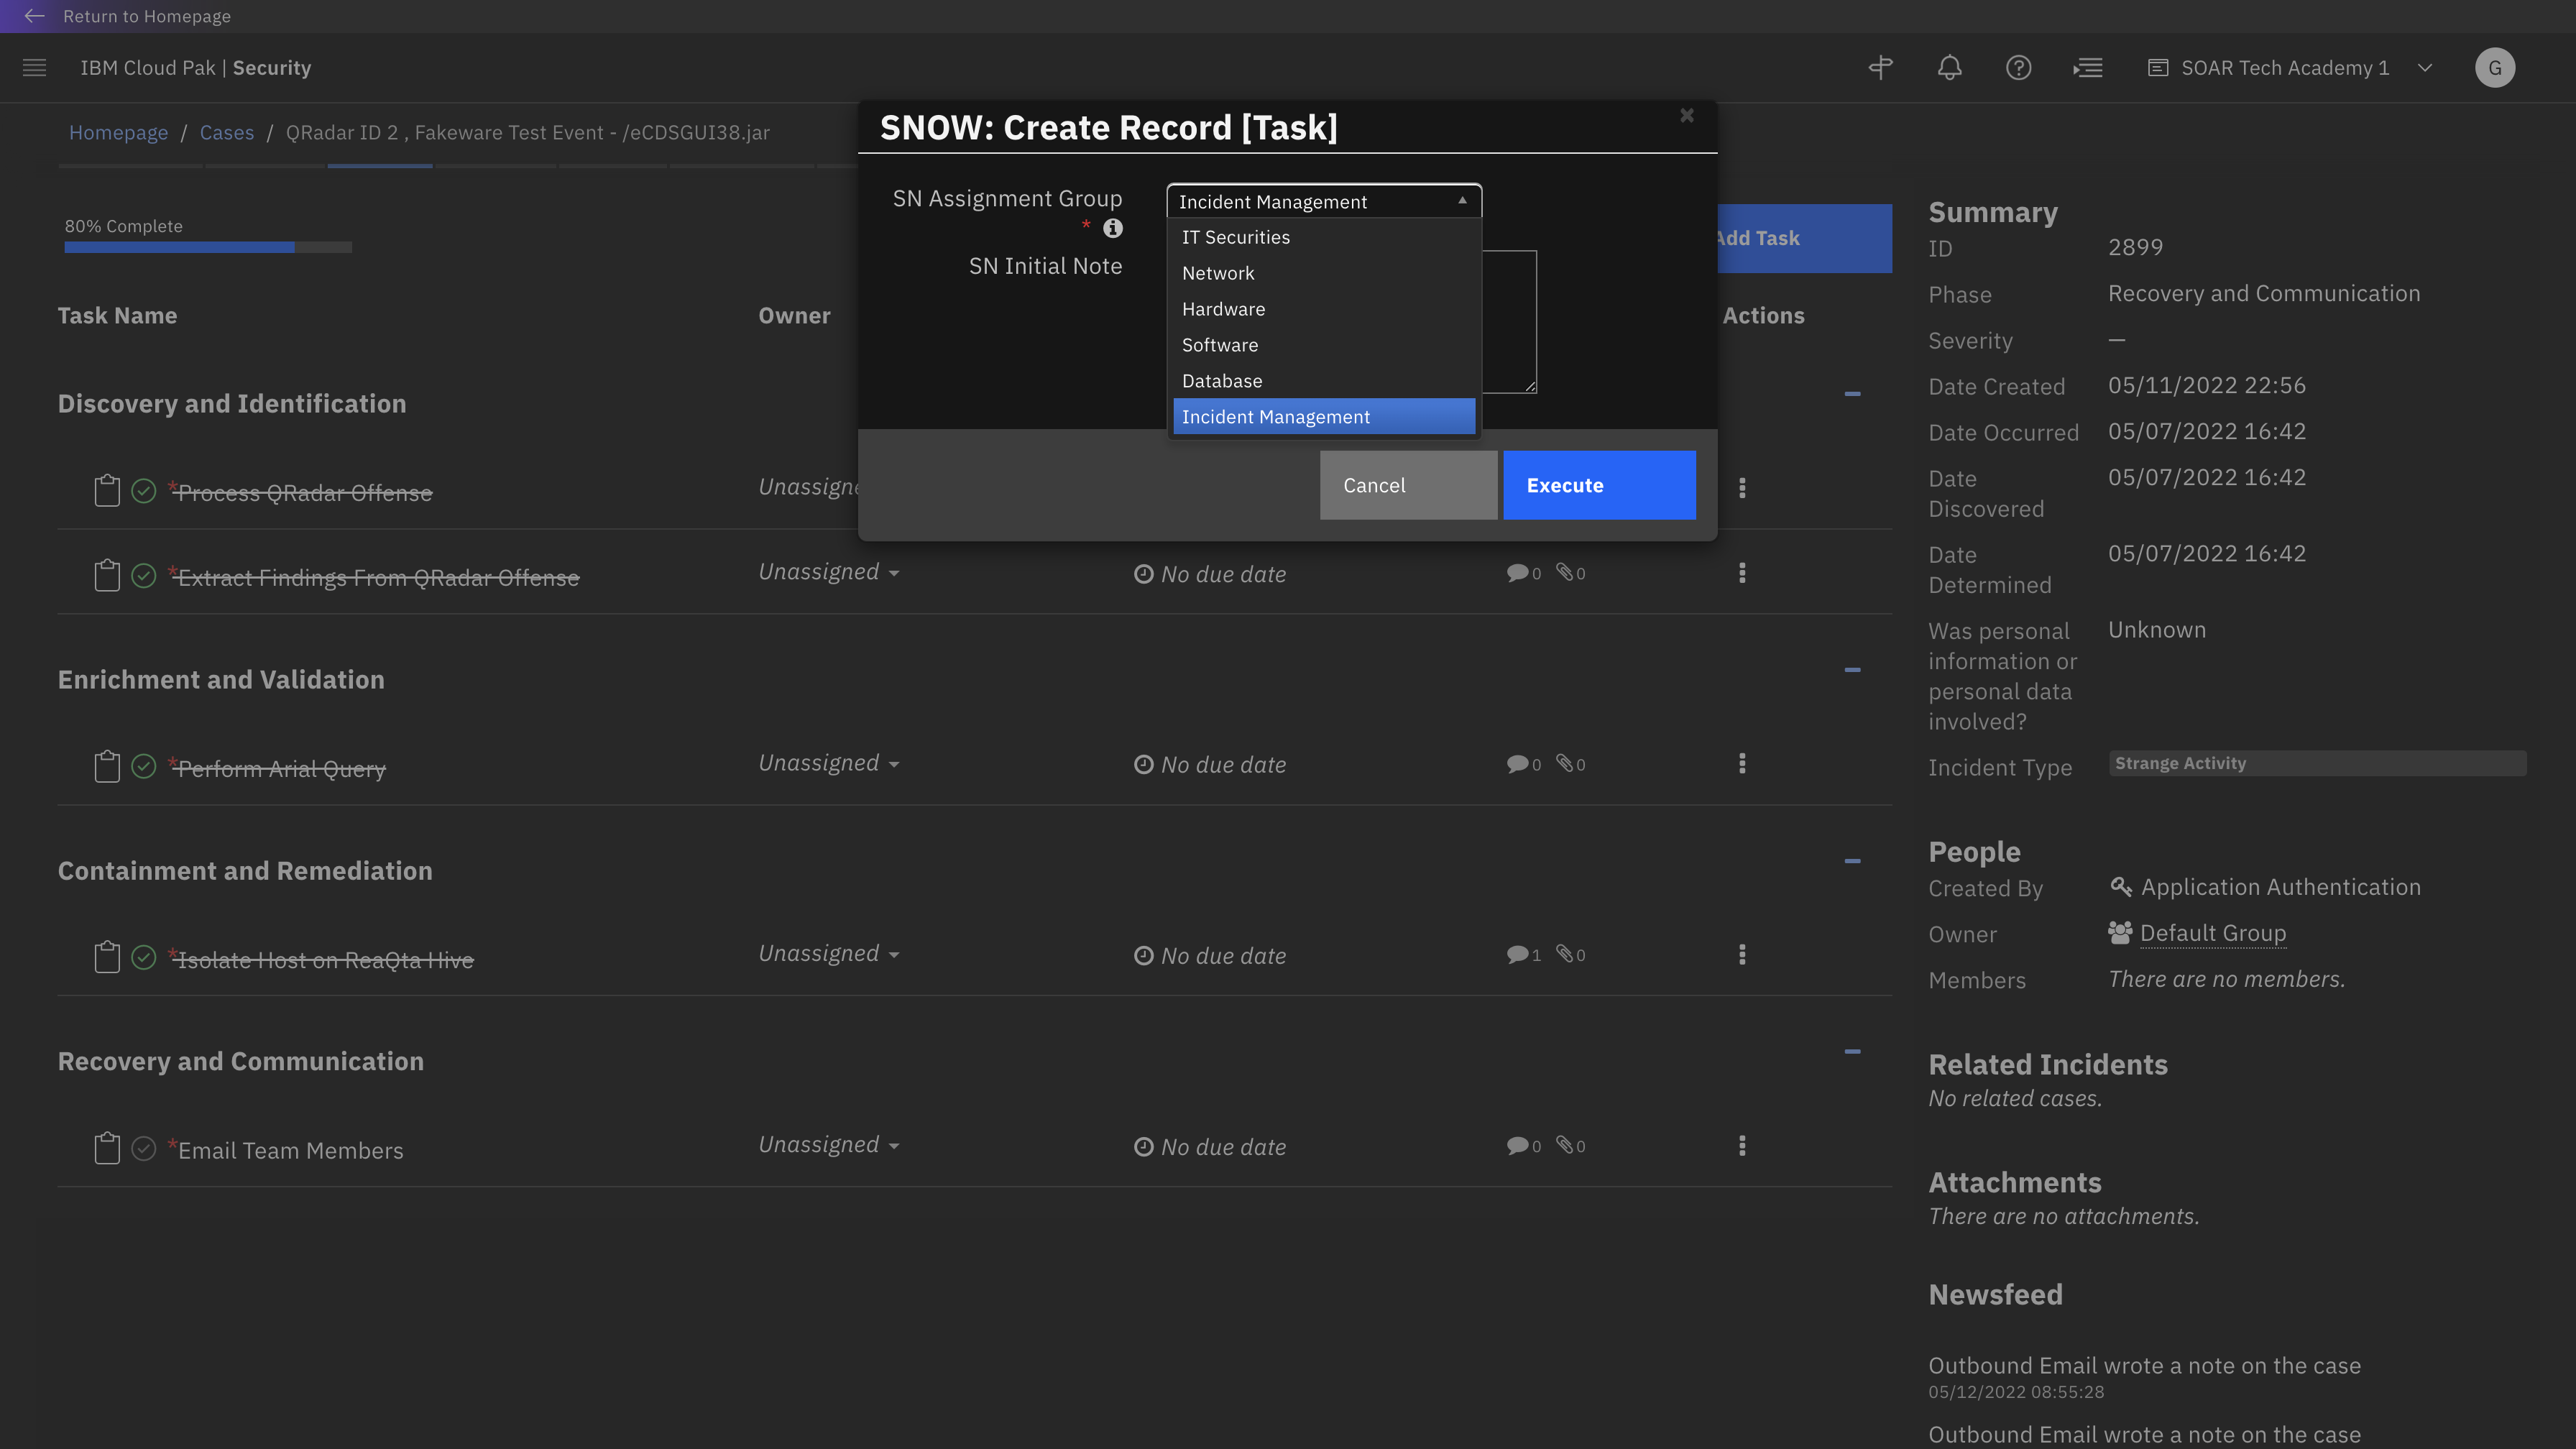 Return to Homepage
IBM Cloud Pak | Security
SOAR Tech Academy 1
G
Homepage / Cases / QRadar ID 2 , Fakeware Test Event - /eCDSGUI38.jar
80% Complete
Add Task
Task Name
Owner
Actions
Discovery and Identification
*Process QRadar Offense
Unassigne
*Extract Findings From QRadar Offense
Unassigned
No due date
0
0
Enrichment and Validation
*Perform Arial Query
Unassigned
No due date
0
0
Containment and Remediation
*Isolate Host on ReaQta Hive
Unassigned
No due date
1
0
Recovery and Communication
*Email Team Members
Unassigned
No due date
0
0
SNOW: Create Record [Task]
SN Assignment Group
*
Incident Management
IT Securities
Network
Hardware
Software
Database
Incident Management
SN Initial Note
Cancel
Execute
Summary
ID
2899
Phase
Recovery and Communication
Severity
—
Date Created
05/11/2022 22:56
Date Occurred
05/07/2022 16:42
Date
Discovered
05/07/2022 16:42
Date
Determined
05/07/2022 16:42
Was personal
information or
personal data
involved?
Unknown
Incident Type
Strange Activity
People
Created By
Application Authentication
Owner
Default Group
Members
There are no members.
Related Incidents
No related cases.
Attachments
There are no attachments.
Newsfeed
Outbound Email wrote a note on the case
05/12/2022 08:55:28
Outbound Email wrote a note on the case